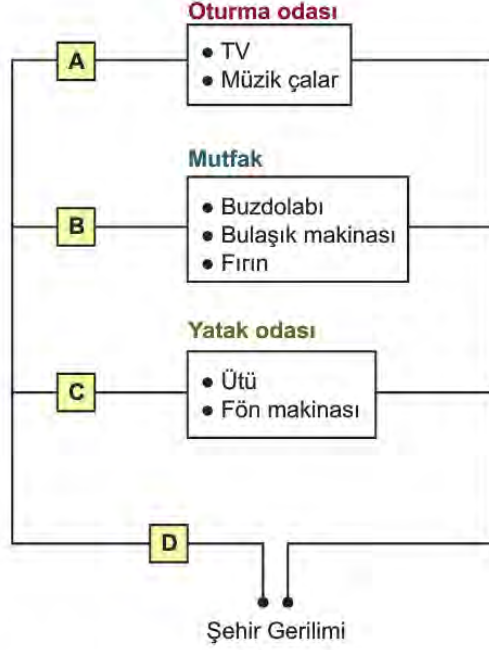 Oturma odası
A
• TV
• Müzik çalar
Mutfak
B
• Buzdolabı
• Bulaşık makinası
• Fırın
Yatak odası
C
• Ütü
• Fön makinası
D
Şehir Gerilimi